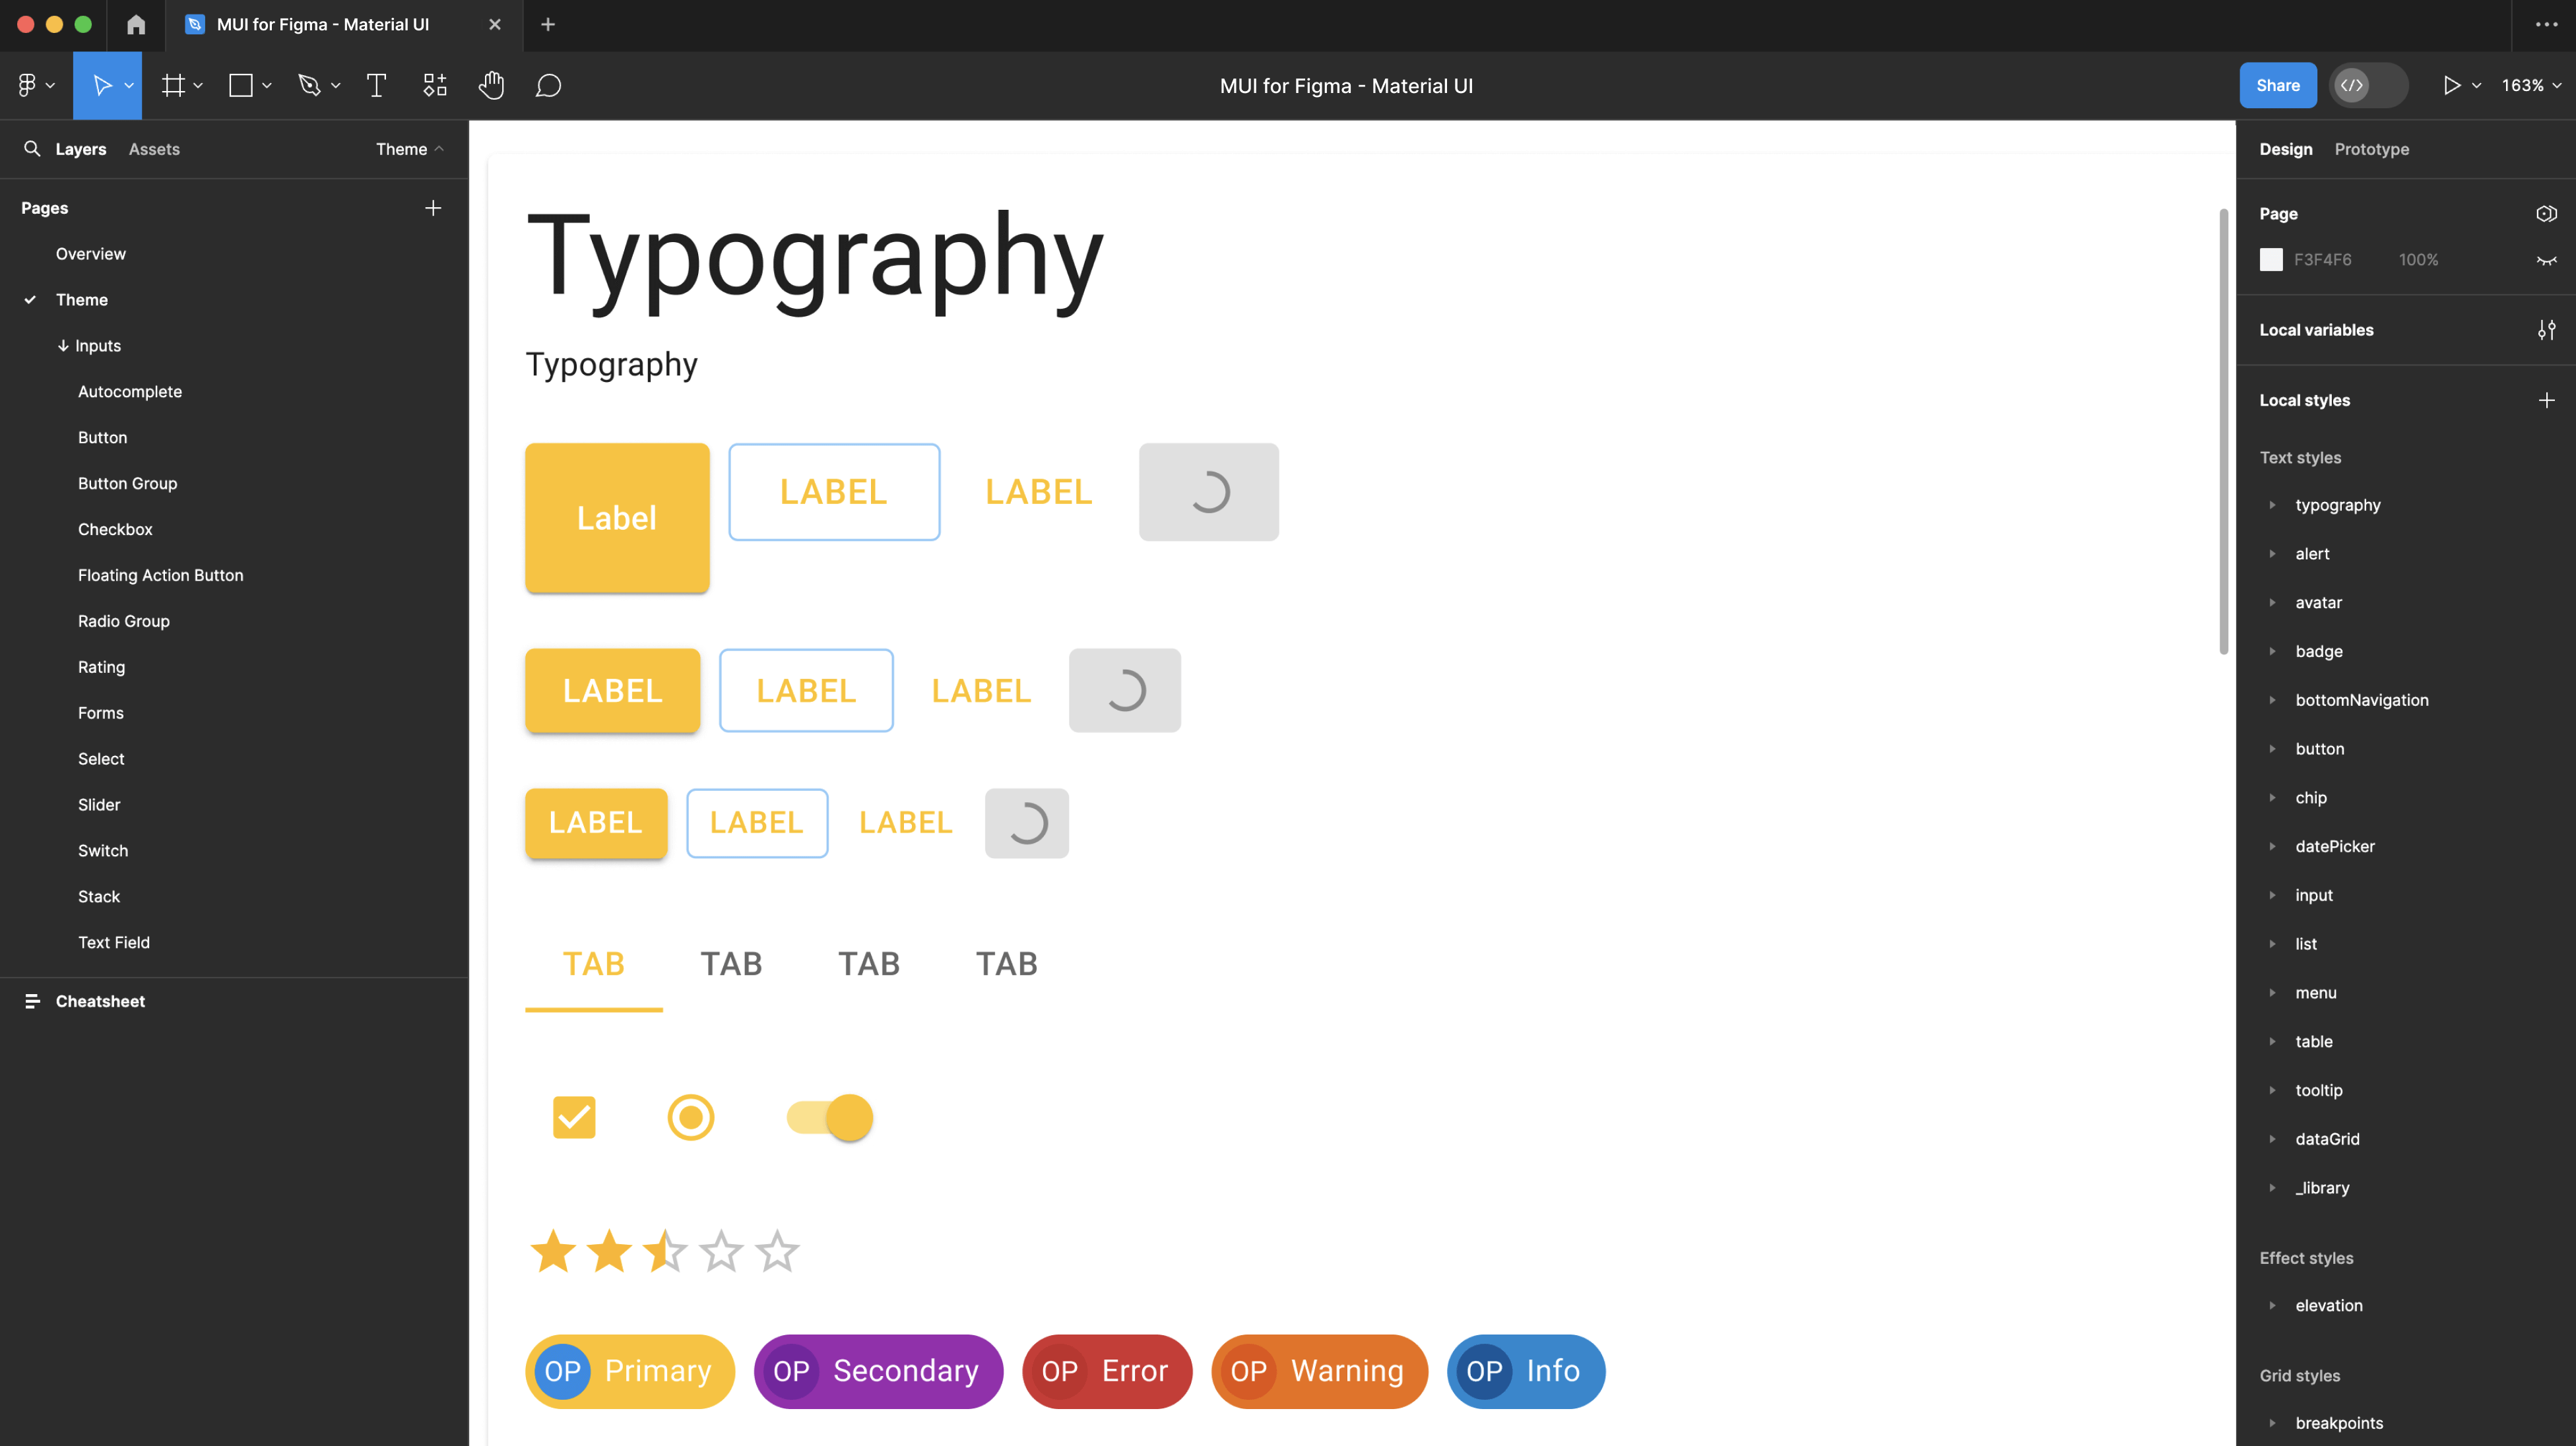 MUI for Figma - Material UI
MUI for Figma - Material UI
Share
163%
Layers Assets Theme
Pages
Overview
Theme
Inputs
Autocomplete
Button
Button Group
Checkbox
Floating Action Button
Radio Group
Rating
Forms
Select
Slider
Switch
Stack
Text Field
Cheatsheet
Typography
Typography
Label LABEL LABEL
LABEL LABEL LABEL
LABEL LABEL LABEL
TAB TAB TAB TAB
OP Primary OP Secondary OP Error OP Warning OP Info
Design Prototype
Page
F3F4F6 100%
Local variables
Local styles
Text styles
typography
alert
avatar
badge
bottomNavigation
button
chip
datePicker
input
list
menu
table
tooltip
dataGrid
_library
Effect styles
elevation
Grid styles
breakpoints